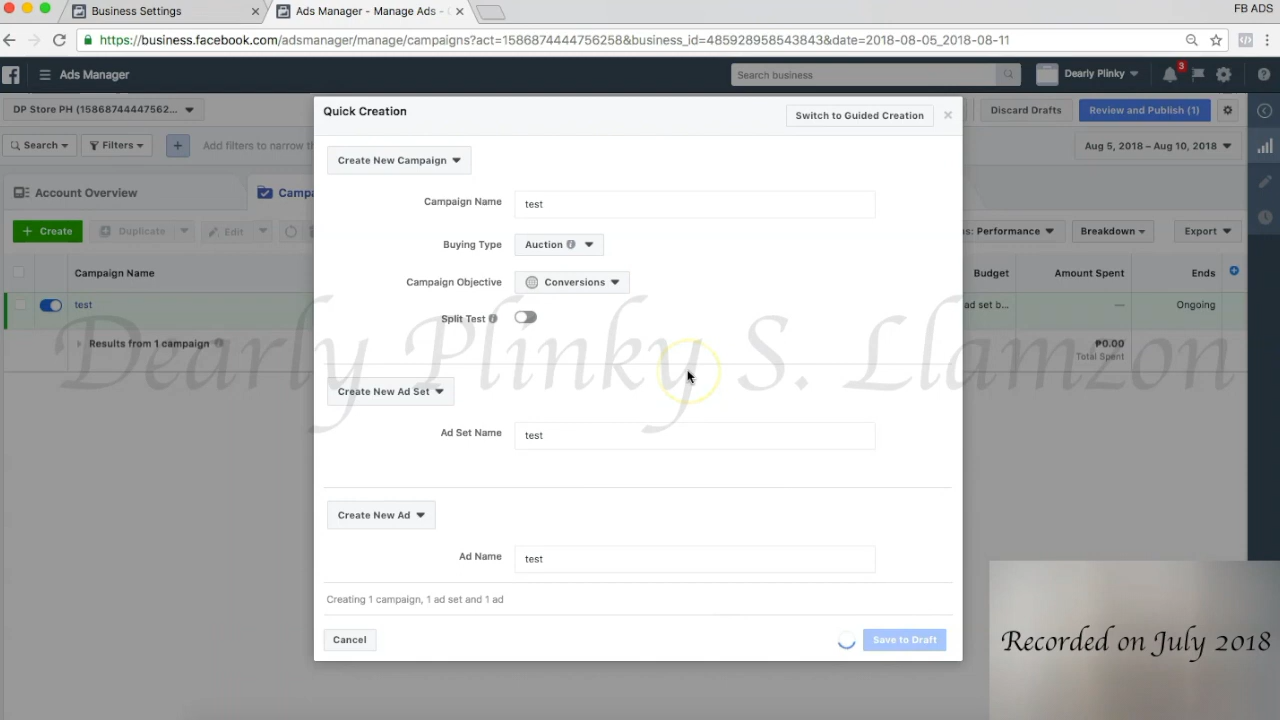 Business Settings
Ads Manager - Manage Ads -
FB ADS
https://business.facebook.com/adsmanager/manage/campaigns?act=1586874444756258&business_id=485928958543843&date=2018-08-05_2018-08-11
Ads Manager
Search business
Dearly Plinky
3
DP Store PH (15868744447562...
Quick Creation
Switch to Guided Creation
Discard Drafts
Review and Publish (1)
Search
Filters
Add filters to narrow th
Aug 5, 2018 – Aug 10, 2018
Create New Campaign
Account Overview
Campa
Campaign Name
test
Create
Duplicate
Edit
s: Performance
Breakdown
Export
Buying Type
Auction
Campaign Name
Budget
Amount Spent
Ends
Campaign Objective
Conversions
test
ad set b...
—
Ongoing
Split Test
Results from 1 campaign
₱0.00
Total Spent
Dearly Plinky S. Llamzon
Create New Ad Set
Ad Set Name
test
Create New Ad
Ad Name
test
Creating 1 campaign, 1 ad set and 1 ad
Cancel
Save to Draft
Recorded on July 2018